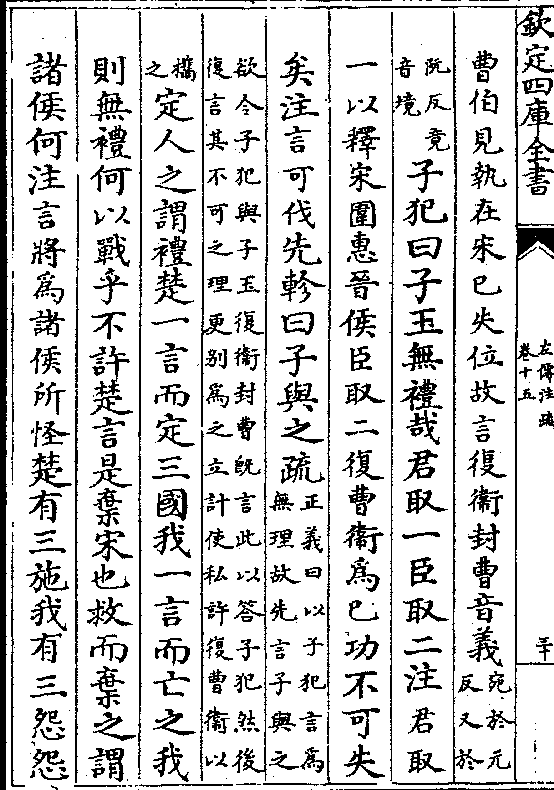 欽定四庫全書
左傳注疏
卷十五
二十
曹伯見執在宋已失位故言復衞封曹音義宛於元
反又於
阮反竟
音境
子犯曰子玉無禮哉君取一臣取二注君取
一以釋宋圍惠晉侯臣取二復曹衞為已功不可失
矣注言可伐先軫曰子與之疏正義曰以子犯言為
無理故先言子與之
欲令子犯與子玉復衞封曹旣言此以答子犯然後
復言其不可之理更别為之立計使私許復曹衞以
攜
之
定人之謂禮楚一言而定三國我一言而亡之我
則無禮何以戰乎不許楚言是棄宋也救而棄之謂
諸侯何注言將為諸侯所怪楚有三施我有三怨怨